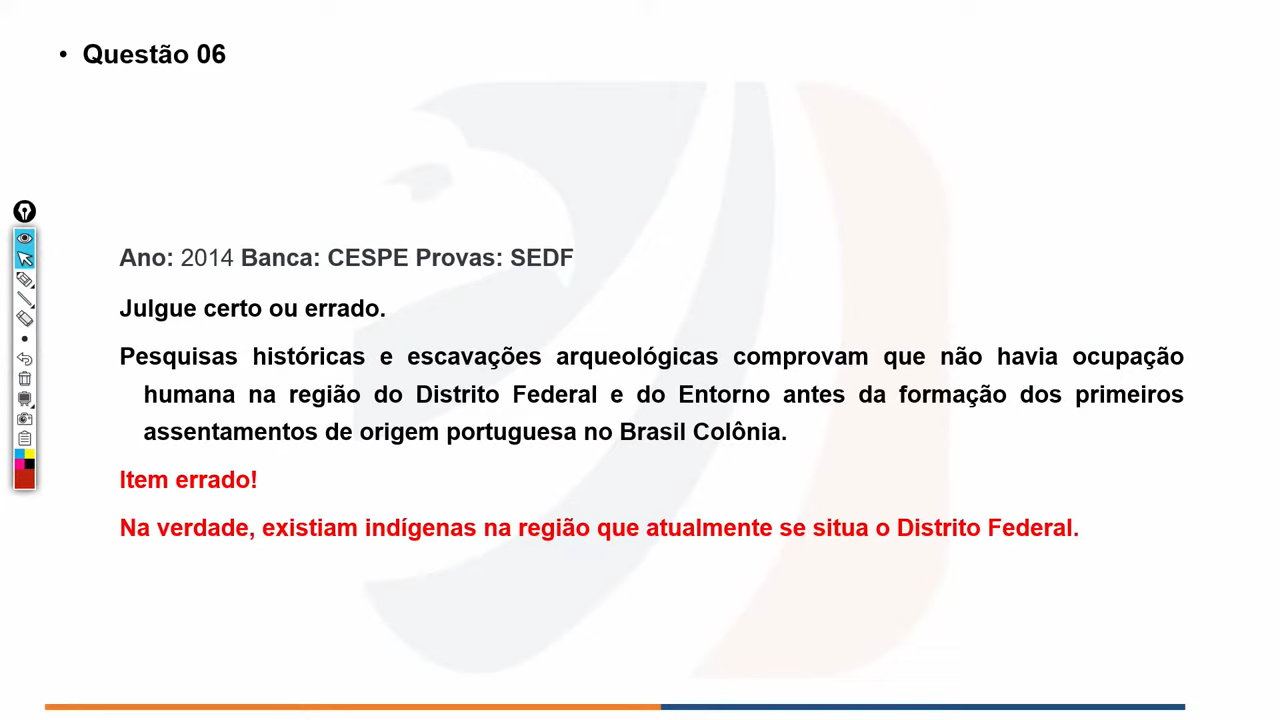 • Questão 06
Ano: 2014 Banca: CESPE Provas: SEDF
Julgue certo ou errado.
Pesquisas históricas e escavações arqueológicas comprovam que não havia ocupação
humana na região do Distrito Federal e do Entorno antes da formação dos primeiros
assentamentos de origem portuguesa no Brasil Colônia.
Item errado!
Na verdade, existiam indígenas na região que atualmente se situa o Distrito Federal.